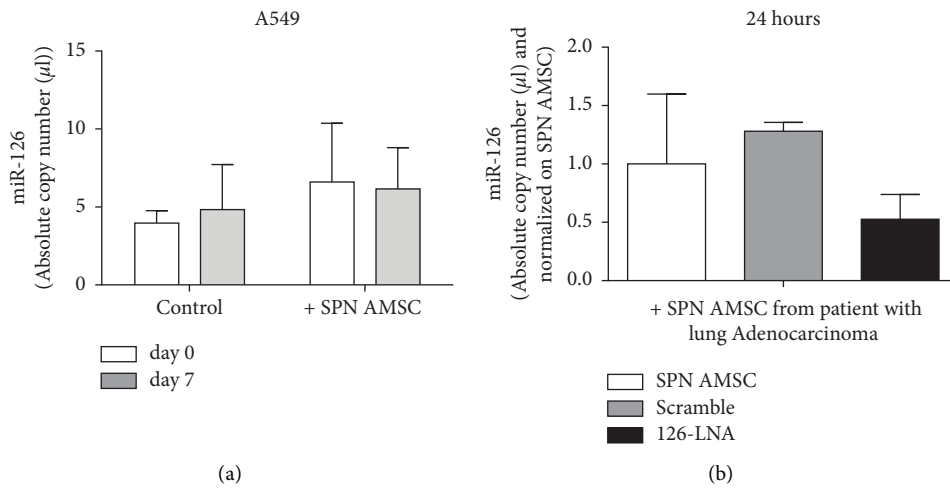 A549
miR-126
(Absolute copy number (μl))
15
10
5
0
Control
+ SPN AMSC
day 0
day 7
(a)
24 hours
miR-126
(Absolute copy number (μl) and
normalized on SPN AMSC)
2.0
1.5
1.0
0.5
0.0
+ SPN AMSC from patient with
lung Adenocarcinoma
SPN AMSC
Scramble
126-LNA
(b)